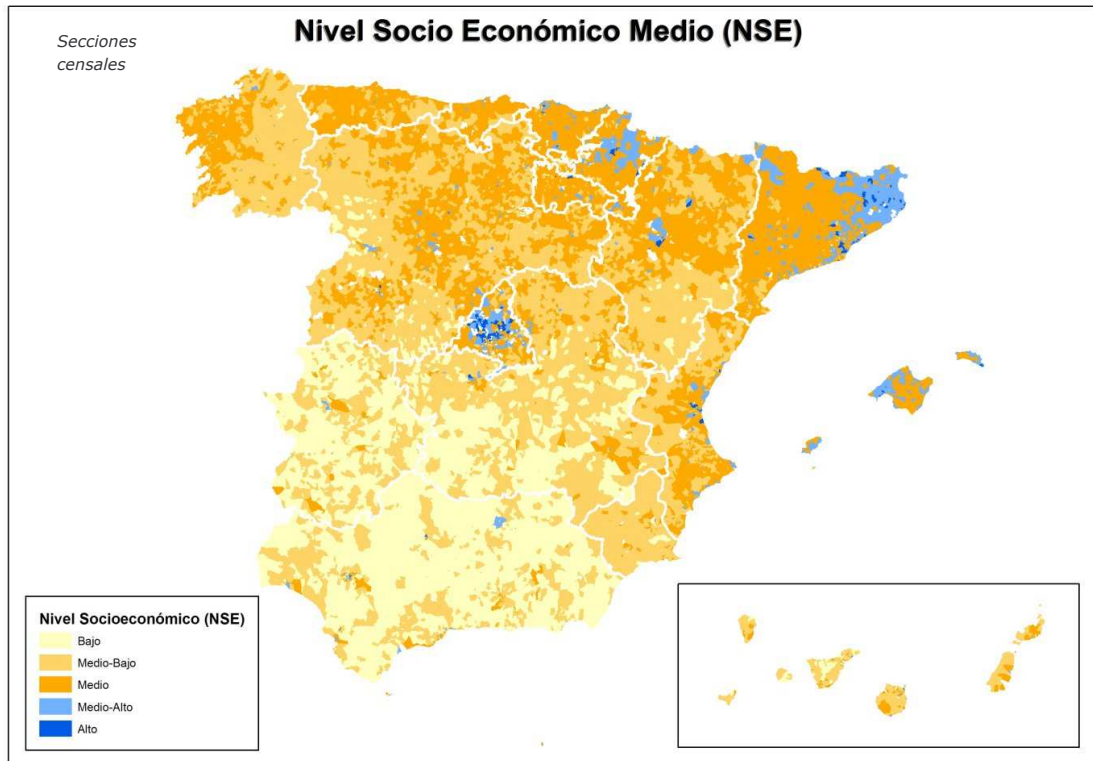 Nivel Socio Económico Medio (NSE)
Secciones
censales
Nivel Socioeconómico (NSE)
Bajo
Medio-Bajo
Medio
Medio-Alto
Alto